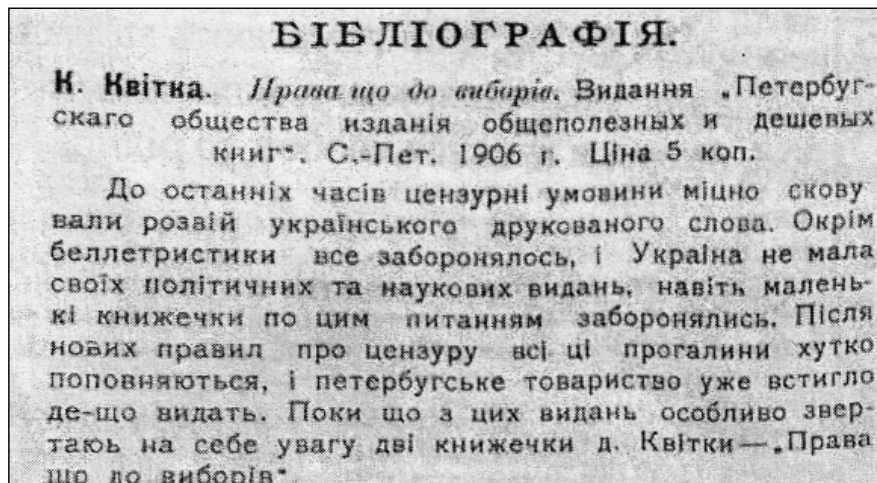 БІБЛІОГРАФІЯ.
К. Квітка. Права що до виборів. Видання „Петербуг-
скаго общества изданія общеполезных и дешевых
книг". С.-Пет. 1906 г. Ціна 5 коп.
До останніх часів цензурні умовини міцно скову
вали розвій українського друкованого слова. Окрім
беллетристики все заборонялось, і Україна не мала
своїх політичних та наукових видань, навіть малень-
кі книжечки по цим питанням заборонялись. Після
нових правил про цензуру всі ці прогалини хутко
поповняються, і петербугське товариство уже встигло
де-що видать. Поки що з цих видань особливо звер-
таюь на себе увагу дві книжечки д. Квітки—„Права
що до виборів"